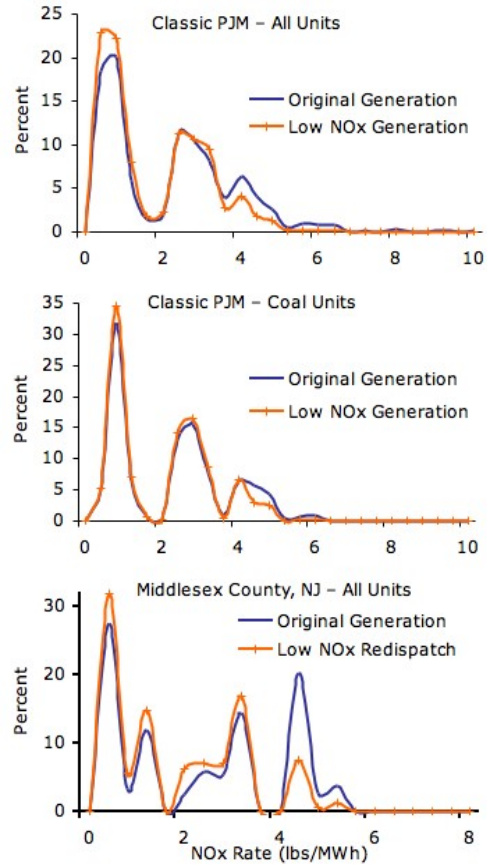 Classic PJM – All Units
25
20
15
10
5
0
Percent
Original Generation
Low NOx Generation
0 2 4 6 8 10
Classic PJM – Coal Units
35
30
25
20
15
10
5
0
Percent
Original Generation
Low NOx Generation
0 2 4 6 8 10
Middlesex County, NJ – All Units
30
20
10
0
Percent
Original Generation
Low NOx Redispatch
0 2 4 6 8
NOx Rate (lbs/MWh)